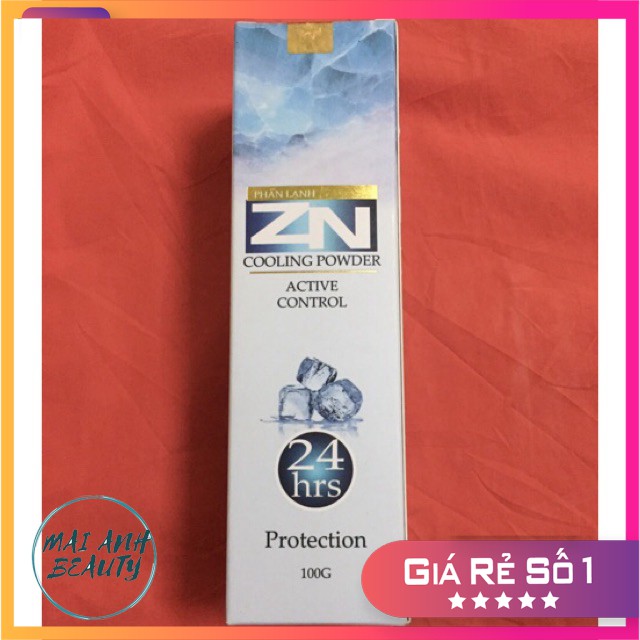 PHẤN LẠNH
ZN
COOLING POWDER
ACTIVE
CONTROL
24
hrs
Protection
100G
MAI ANH
BEAUTY
GIÁ RẺ SỐ 1